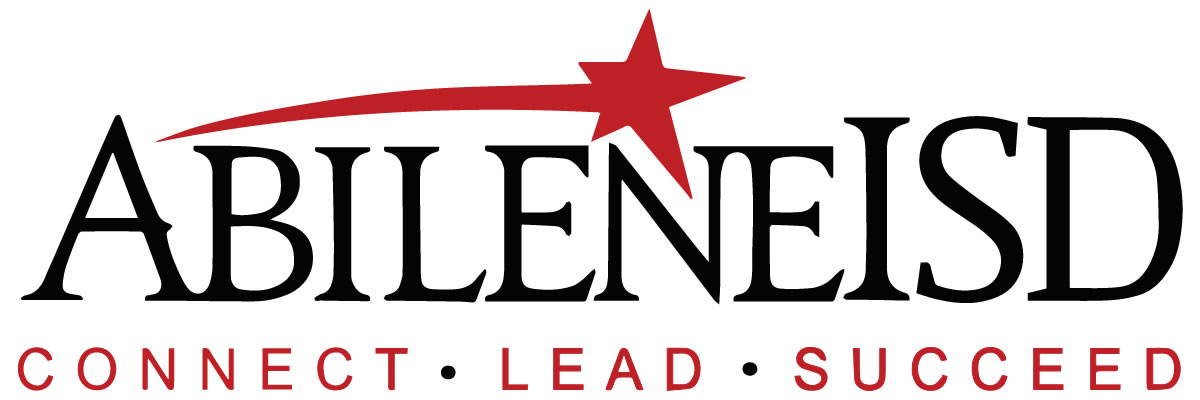 ABILENEISD
CONNECT • LEAD • SUCCEED